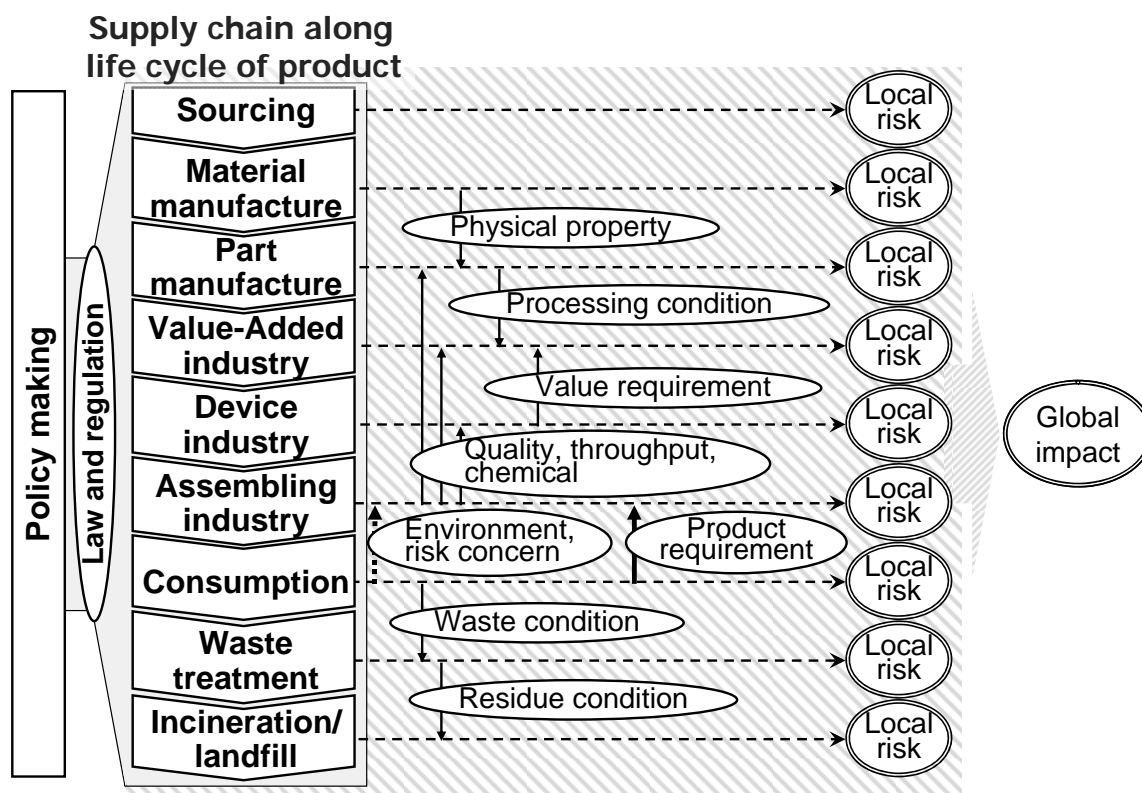 Supply chain along
life cycle of product
Policy making
Law and regulation
Sourcing
Material
manufacture
Part
manufacture
Value-Added
industry
Device
industry
Assembling
industry
Consumption
Waste
treatment
Incineration/
landfill
Physical property
Processing condition
Value requirement
Quality, throughput,
chemical
Environment,
risk concern
Product
requirement
Waste condition
Residue condition
Local
risk
Local
risk
Local
risk
Local
risk
Local
risk
Local
risk
Local
risk
Local
risk
Local
risk
Global
impact